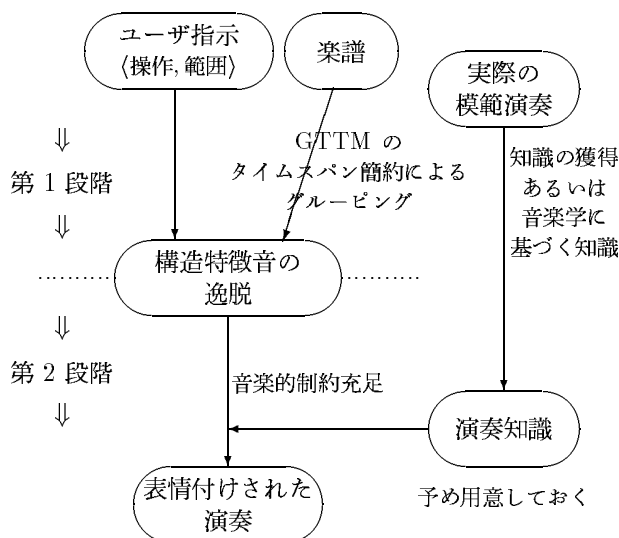 ユーザ指示
⟨操作, 範囲⟩
楽譜
実際の
模範演奏
⇓
第 1 段階
⇓
GTTM の
タイムスパン簡約による
グルーピング
知識の獲得
あるいは
音楽学に
基づく知識
構造特徴音の
逸脱
⇓
第 2 段階
⇓
音楽的制約充足
演奏知識
予め用意しておく
表情付けされた
演奏